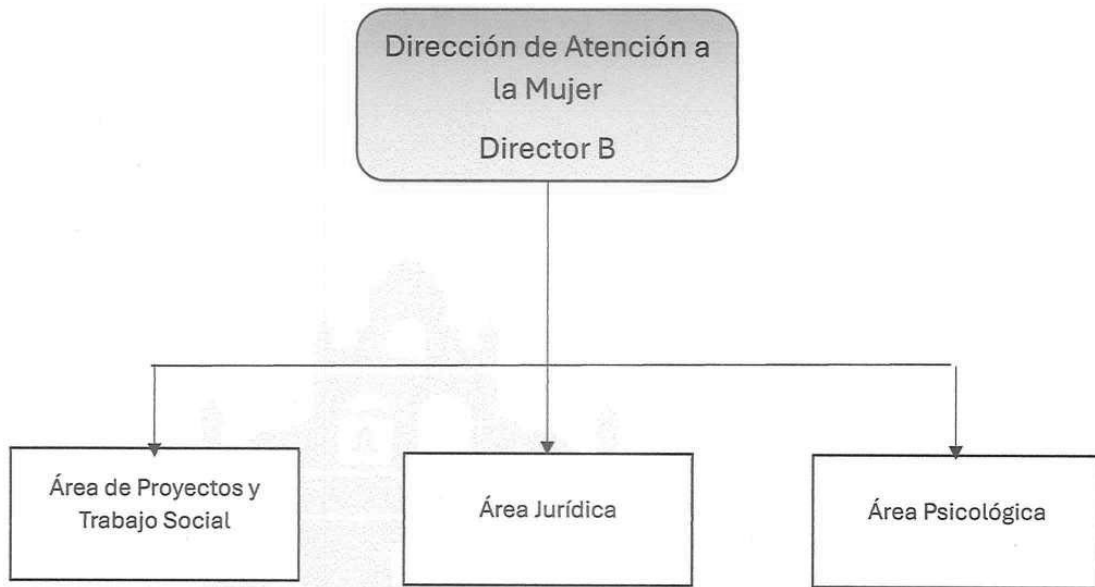 Dirección de Atención a
la Mujer
Director B
Área de Proyectos y
Trabajo Social
Área Jurídica
Área Psicológica